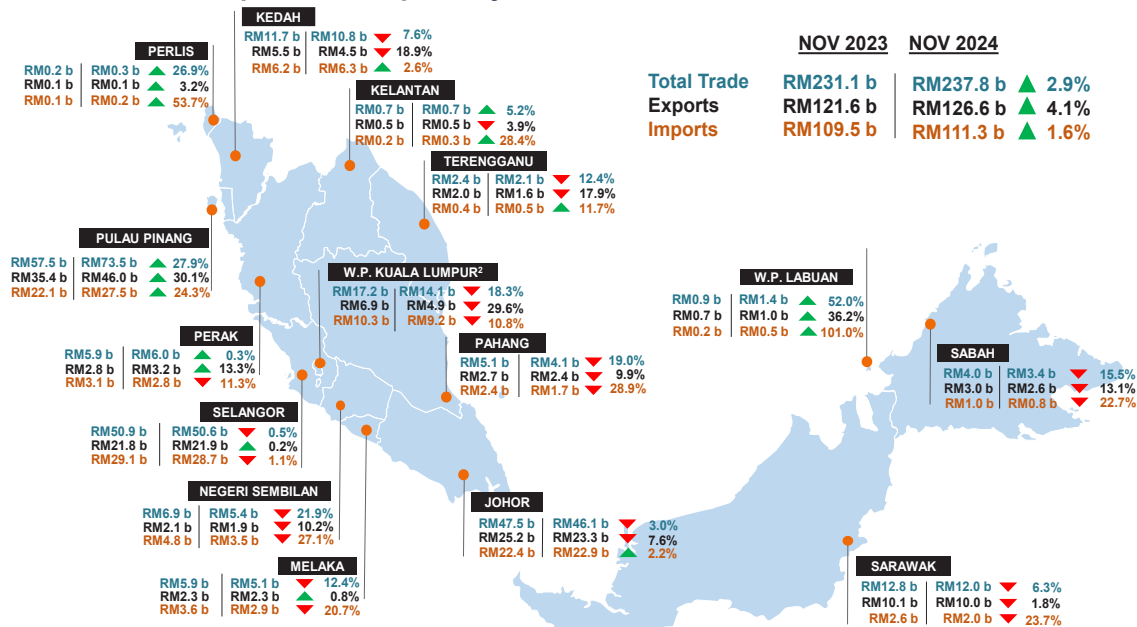 KEDAH
RM11.7 b RM10.8 b 7.6%
RM5.5 b RM4.5 b 18.9%
RM6.2 b RM6.3 b 2.6%
NOV 2023 NOV 2024
Total Trade RM231.1 b RM237.8 b 2.9%
Exports RM121.6 b RM126.6 b 4.1%
Imports RM109.5 b RM111.3 b 1.6%
PERLIS
RM0.2 b RM0.3 b 26.9%
RM0.1 b RM0.1 b 3.2%
RM0.1 b RM0.2 b 53.7%
KELANTAN
RM0.7 b RM0.7 b 5.2%
RM0.5 b RM0.5 b 3.9%
RM0.2 b RM0.3 b 28.4%
TERENGGANU
RM2.4 b RM2.1 b 12.4%
RM2.0 b RM1.6 b 17.9%
RM0.4 b RM0.5 b 11.7%
PULAU PINANG
RM57.5 b RM73.5 b 27.9%
RM35.4 b RM46.0 b 30.1%
RM22.1 b RM27.5 b 24.3%
W.P. KUALA LUMPUR²
RM17.2 b RM14.1 b 18.3%
RM6.9 b RM4.9 b 29.6%
RM10.3 b RM9.2 b 10.8%
W.P. LABUAN
RM0.9 b RM1.4 b 52.0%
RM0.7 b RM1.0 b 36.2%
RM0.2 b RM0.5 b 101.0%
PERAK
RM5.9 b RM6.0 b 0.3%
RM2.8 b RM3.2 b 13.3%
RM3.1 b RM2.8 b 11.3%
PAHANG
RM5.1 b RM4.1 b 19.0%
RM2.7 b RM2.4 b 9.9%
RM2.4 b RM1.7 b 28.9%
SABAH
RM4.0 b RM3.4 b 15.5%
RM3.0 b RM2.6 b 13.1%
RM1.0 b RM0.8 b 22.7%
SELANGOR
RM50.9 b RM50.6 b 0.5%
RM21.8 b RM21.9 b 0.2%
RM29.1 b RM28.7 b 1.1%
NEGERI SEMBILAN
RM6.9 b RM5.4 b 21.9%
RM2.1 b RM1.9 b 10.2%
RM4.8 b RM3.5 b 27.1%
JOHOR
RM47.5 b RM46.1 b 3.0%
RM25.2 b RM23.3 b 7.6%
RM22.4 b RM22.9 b 2.2%
MELAKA
RM5.9 b RM5.1 b 12.4%
RM2.3 b RM2.3 b 0.8%
RM3.6 b RM2.9 b 20.7%
SARAWAK
RM12.8 b RM12.0 b 6.3%
RM10.1 b RM10.0 b 1.8%
RM2.6 b RM2.0 b 23.7%